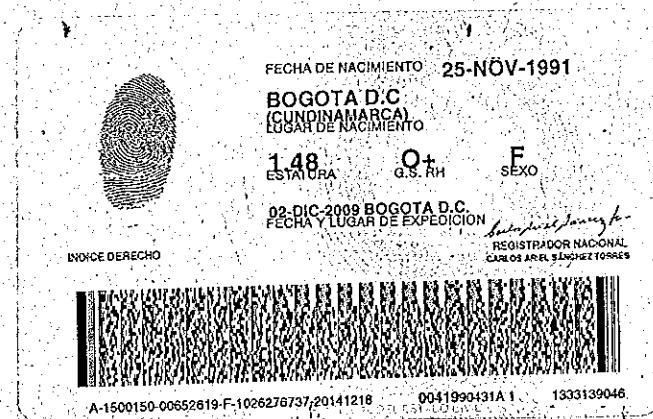 FECHA DE NACIMIENTO 25-NOV-1991
BOGOTA D.C
(CUNDINAMARCA)
LUGAR DE NACIMIENTO
1.48 O+ F
ESTATURA G.S. RH SEXO
02-DIC-2009 BOGOTA D.C.
FECHA Y LUGAR DE EXPEDICION
INDICE DERECHO
REGISTRADOR NACIONAL
CARLOS ARIEL SÁNCHEZ TORRES
A-1500150-00652619-F-1026276737-20141218 0041990431A 1 1333139046